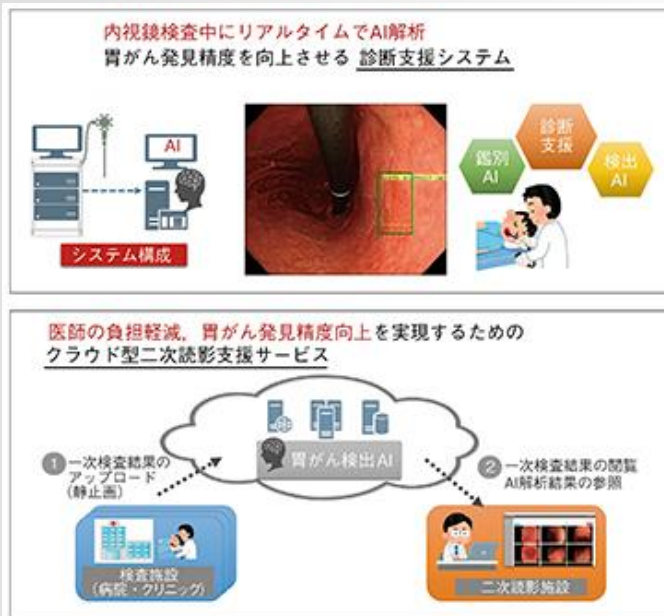 内視鏡検査中にリアルタイムでAI解析
胃がん発見精度を向上させる 診断支援システム
AI
システム構成
診断
支援
鑑別
AI
検出
AI
医師の負担軽減，胃がん発見精度向上を実現するための
クラウド型二次読影支援サービス
胃がん検出AI
1 一次検査結果の
アップロード
(静止画)
2 一次検査結果の閲覧
AI解析結果の参照
検査施設
(病院・クリニック)
二次読影施設